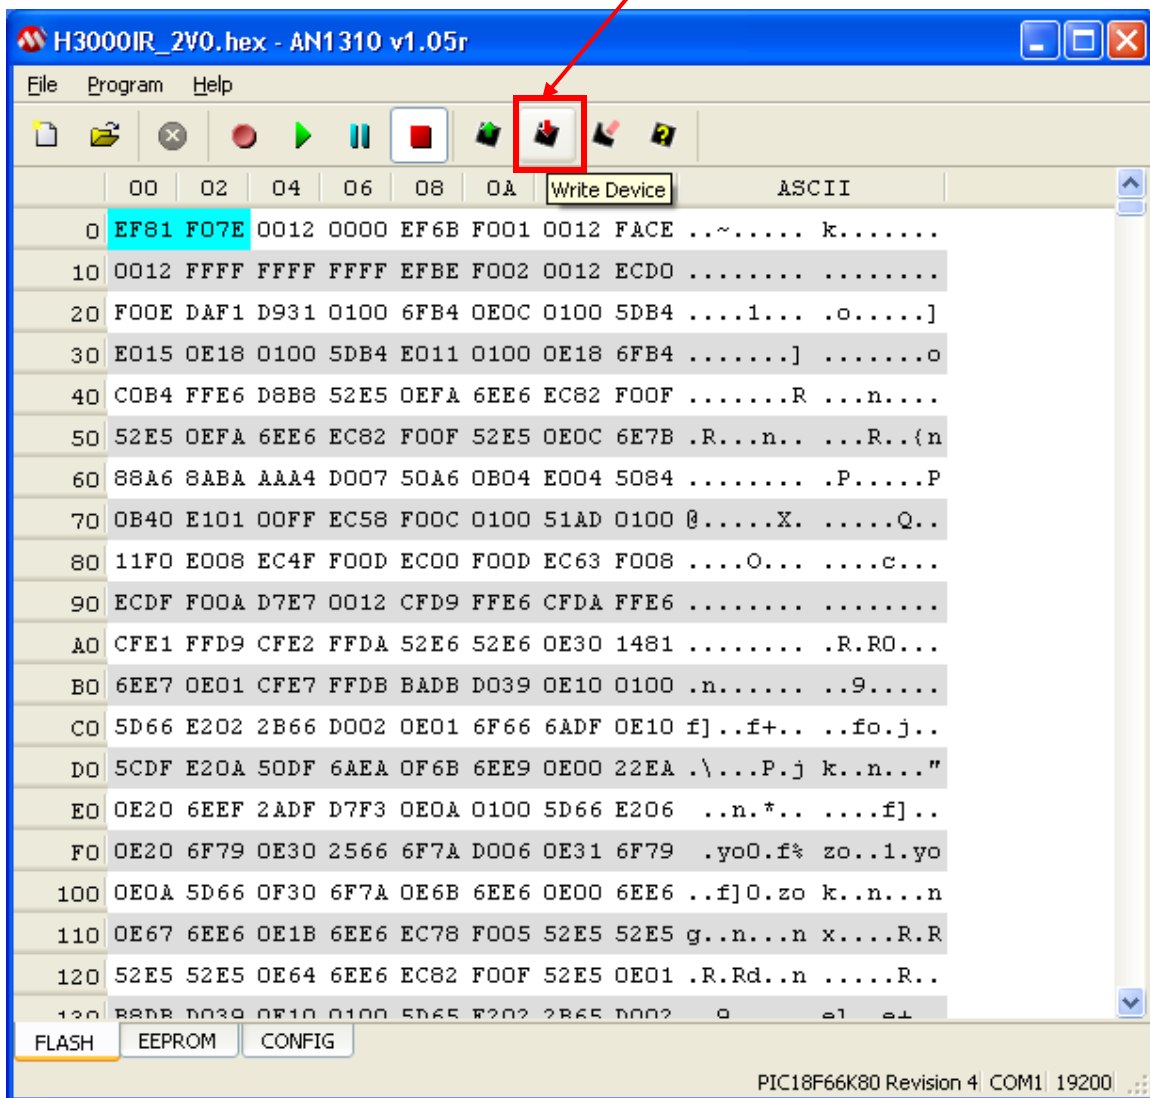 H3000IR_2V0.hex - AN1310 v1.05r
File Program Help
00 02 04 06 08 0A Write Device ASCII
0 EF81 F07E 0012 0000 EF6B F001 0012 FACE ..~..... k.......
10 0012 FFFF FFFF FFFF EFBE F002 0012 ECD0 ........ ........
20 F00E DAF1 D931 0100 6FB4 0E0C 0100 5DB4 ....1... .o.....]
30 E015 0E18 0100 5DB4 E011 0100 0E18 6FB4 .......] .......o
40 C0B4 FFE6 D8B8 52E5 0EFA 6EE6 EC82 F00F .......R ...n....
50 52E5 0EFA 6EE6 EC82 F00F 52E5 0E0C 6E7B .R...n.. ...R..{n
60 88A6 8ABA AAA4 D007 50A6 0B04 E004 5084 ........ .P.....P
70 0B40 E101 00FF EC58 F00C 0100 51AD 0100 @.....X. .....Q..
80 11F0 E008 EC4F F00D EC00 F00D EC63 F008 ....O... ....c...
90 ECDF F00A D7E7 0012 CFD9 FFE6 CFDA FFE6 ........ ........
A0 CFE1 FFD9 CFE2 FFDA 52E6 52E6 0E30 1481 ........ .R.R0...
B0 6EE7 0E01 CFE7 FFDB BADB D039 0E10 0100 .n...... ..9.....
C0 5D66 E202 2B66 D002 0E01 6F66 6ADF 0E10 f]..f+.. ..fo.j..
D0 5CDF E20A 50DF 6AEA 0F6B 6EE9 0E00 22EA .\...P.j k..n..."
E0 0E20 6EEF 2ADF D7F3 0E0A 0100 5D66 E206 ..n.*.. ....f]..
F0 0E20 6F79 0E30 2566 6F7A D006 0E31 6F79 .yo0.f% zo..1.yo
100 0E0A 5D66 0F30 6F7A 0E6B 6EE6 0E00 6EE6 ..f]0.zo k..n...n
110 0E67 6EE6 0E1B 6EE6 EC78 F005 52E5 52E5 g..n...n x....R.R
120 52E5 52E5 0E64 6EE6 EC82 F00F 52E5 0E01 .R.Rd..n .....R..
130 B8DB D039 0E10 0100 5D65 E202 2B65 D002
FLASH EEPROM CONFIG
PIC18F66K80 Revision 4 COM1 19200